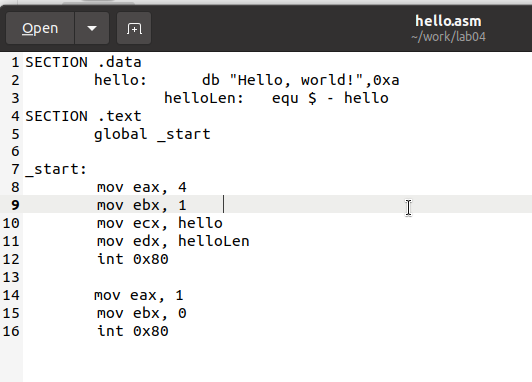 Open
hello.asm
~/work/lab04
1 SECTION .data
2 hello: db "Hello, world!",0xa
3 helloLen: equ $ - hello
4 SECTION .text
5 global _start
6
7 _start:
8 mov eax, 4
9 mov ebx, 1
10 mov ecx, hello
11 mov edx, helloLen
12 int 0x80
13
14 mov eax, 1
15 mov ebx, 0
16 int 0x80